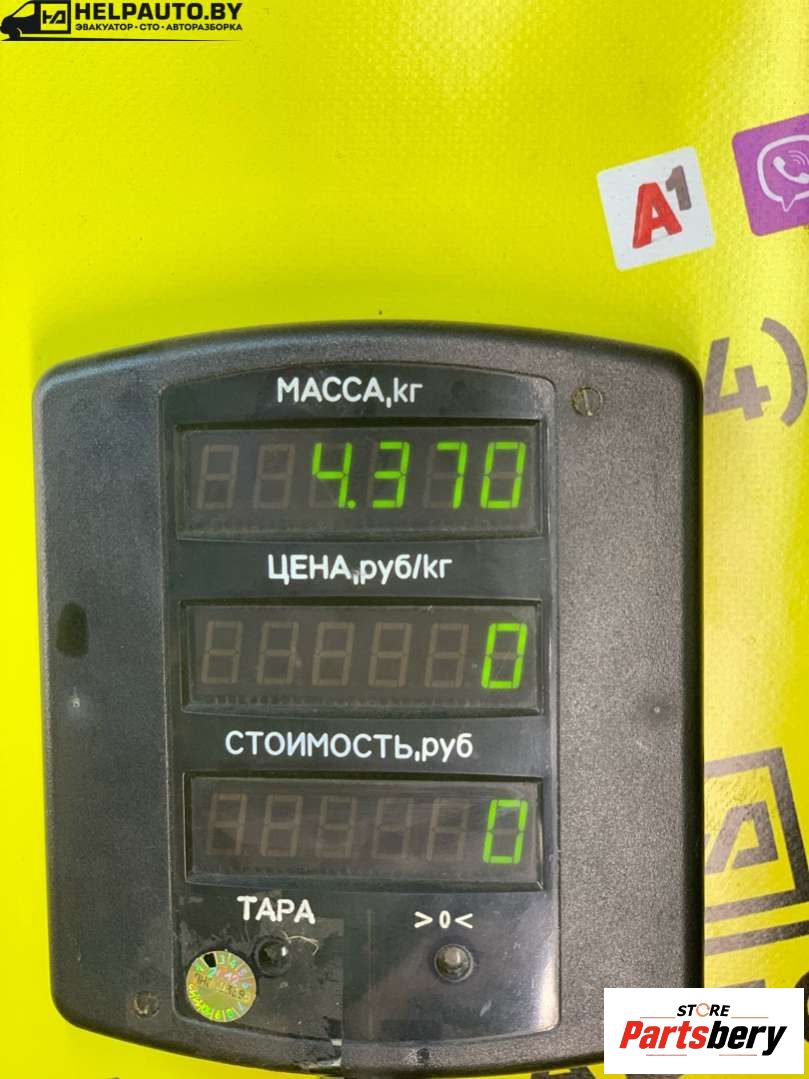 HELPAUTO.BY
ЭВАКУАТОР • СТО • АВТОРАЗБОРКА
A1
4)
МАССА,кг
4.370
ЦЕНА,руб/кг
0
СТОИМОСТЬ,руб
0
ТАРА >0<
STORE
Partsbery